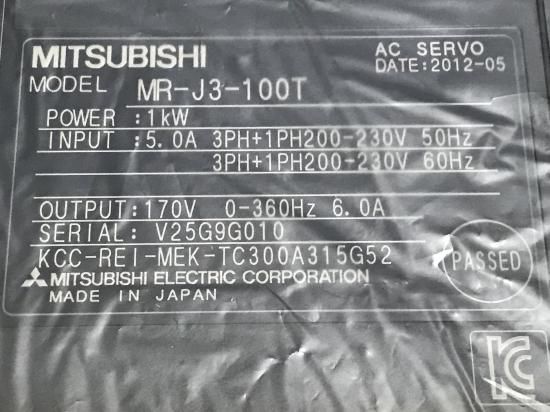 MITSUBISHI AC SERVO
DATE:2012-05
MODEL MR-J3-100T
POWER :1kW
INPUT :5.0A 3PH+1PH200-230V 50Hz
3PH+1PH200-230V 60Hz
OUTPUT:170V 0-360Hz 6.0A
SERIAL: V25G9G010
KCC-REI-MEK-TC300A315G52
MITSUBISHI ELECTRIC CORPORATION
MADE IN JAPAN
PASSED